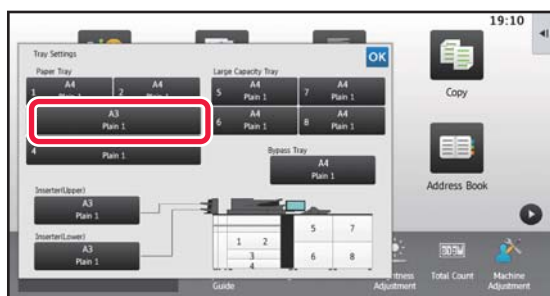 19:10
Tray Settings
OK
Paper Tray
Large Capacity Tray
1 A4
2 A4
5 A4
Plain 1
7 A4
Plain 1
A3
Plain 1
6 A4
Plain 1
8 A4
Plain 1
4
Plain 1
Bypass Tray
A4
Plain 1
Inserter(Upper)
A3
Plain 1
Inserter(Lower)
A3
Plain 1
1 2
3
4
5 7
6 8
Copy
Address Book
Guide
Adjustment
Total Count
Machine
Adjustment